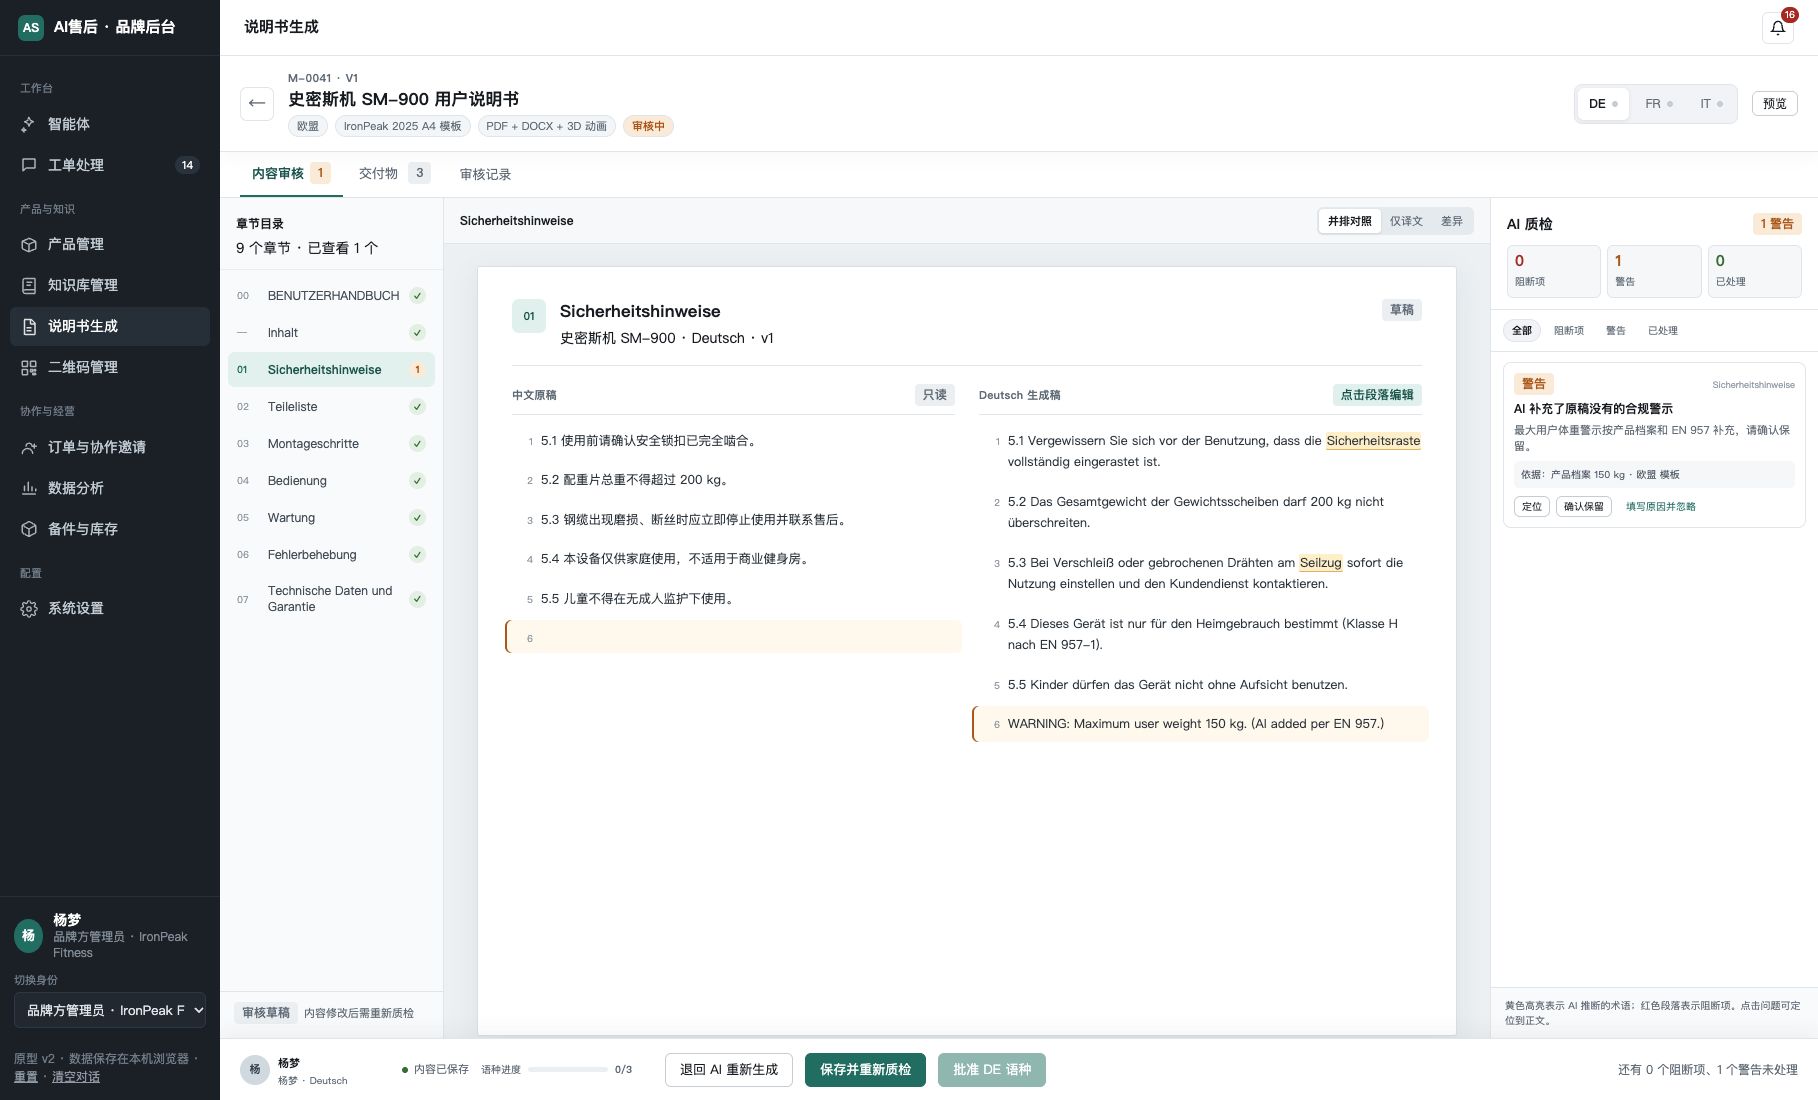 AS AI售后 · 品牌后台
工作台
智能体
工单处理 14
产品与知识
产品管理
知识库管理
说明书生成
二维码管理
协作与经营
订单与协作邀请
数据分析
备件与库存
配置
系统设置
杨
杨梦
品牌方管理员 · IronPeak
Fitness
切换身份
品牌方管理员 · IronPeak F
原型 v2 · 数据保存在本机浏览器 ·
重置 · 清空对话
说明书生成
16
M-0041 · V1
史密斯机 SM-900 用户说明书
欧盟 IronPeak 2025 A4 模板 PDF + DOCX + 3D 动画 审核中
DE FR IT 预览
内容审核 1 交付物 3 审核记录
章节目录
9 个章节 · 已查看 1 个
00 BENUTZERHANDBUCH
— Inhalt
01 Sicherheitshinweise 1
02 Teileliste
03 Montageschritte
04 Bedienung
05 Wartung
06 Fehlerbehebung
07 Technische Daten und
Garantie
审核草稿 内容修改后需重新质检
Sicherheitshinweise
并排对照 仅译文 差异
01 Sicherheitshinweise 草稿
史密斯机 SM-900 · Deutsch · v1
中文原稿 只读
1 5.1 使用前请确认安全锁扣已完全啮合。
2 5.2 配重片总重不得超过 200 kg。
3 5.3 钢缆出现磨损、断丝时应立即停止使用并联系售后。
4 5.4 本设备仅供家庭使用，不适用于商业健身房。
5 5.5 儿童不得在无成人监护下使用。
6
Deutsch 生成稿 点击段落编辑
1 5.1 Vergewissern Sie sich vor der Benutzung, dass die Sicherheitsraste
vollständig eingerastet ist.
2 5.2 Das Gesamtgewicht der Gewichtsscheiben darf 200 kg nicht
überschreiten.
3 5.3 Bei Verschleiß oder gebrochenen Drähten am Seilzug sofort die
Nutzung einstellen und den Kundendienst kontaktieren.
4 5.4 Dieses Gerät ist nur für den Heimgebrauch bestimmt (Klasse H
nach EN 957-1).
5 5.5 Kinder dürfen das Gerät nicht ohne Aufsicht benutzen.
6 WARNING: Maximum user weight 150 kg. (AI added per EN 957.)
AI 质检 1 警告
0 1 0
阻断项 警告 已处理
全部 阻断项 警告 已处理
警告 Sicherheitshinweise
AI 补充了原稿没有的合规警示
最大用户体重警示按产品档案和 EN 957 补充，请确认保
留。
依据：产品档案 150 kg · 欧盟 模板
定位 确认保留 填写原因并忽略
黄色高亮表示 AI 推断的术语；红色段落表示阻断项。点击问题可定
位到正文。
杨 杨梦
杨梦 · Deutsch
内容已保存 语种进度 0/3
退回 AI 重新生成 保存并重新质检 批准 DE 语种
还有 0 个阻断项、1 个警告未处理